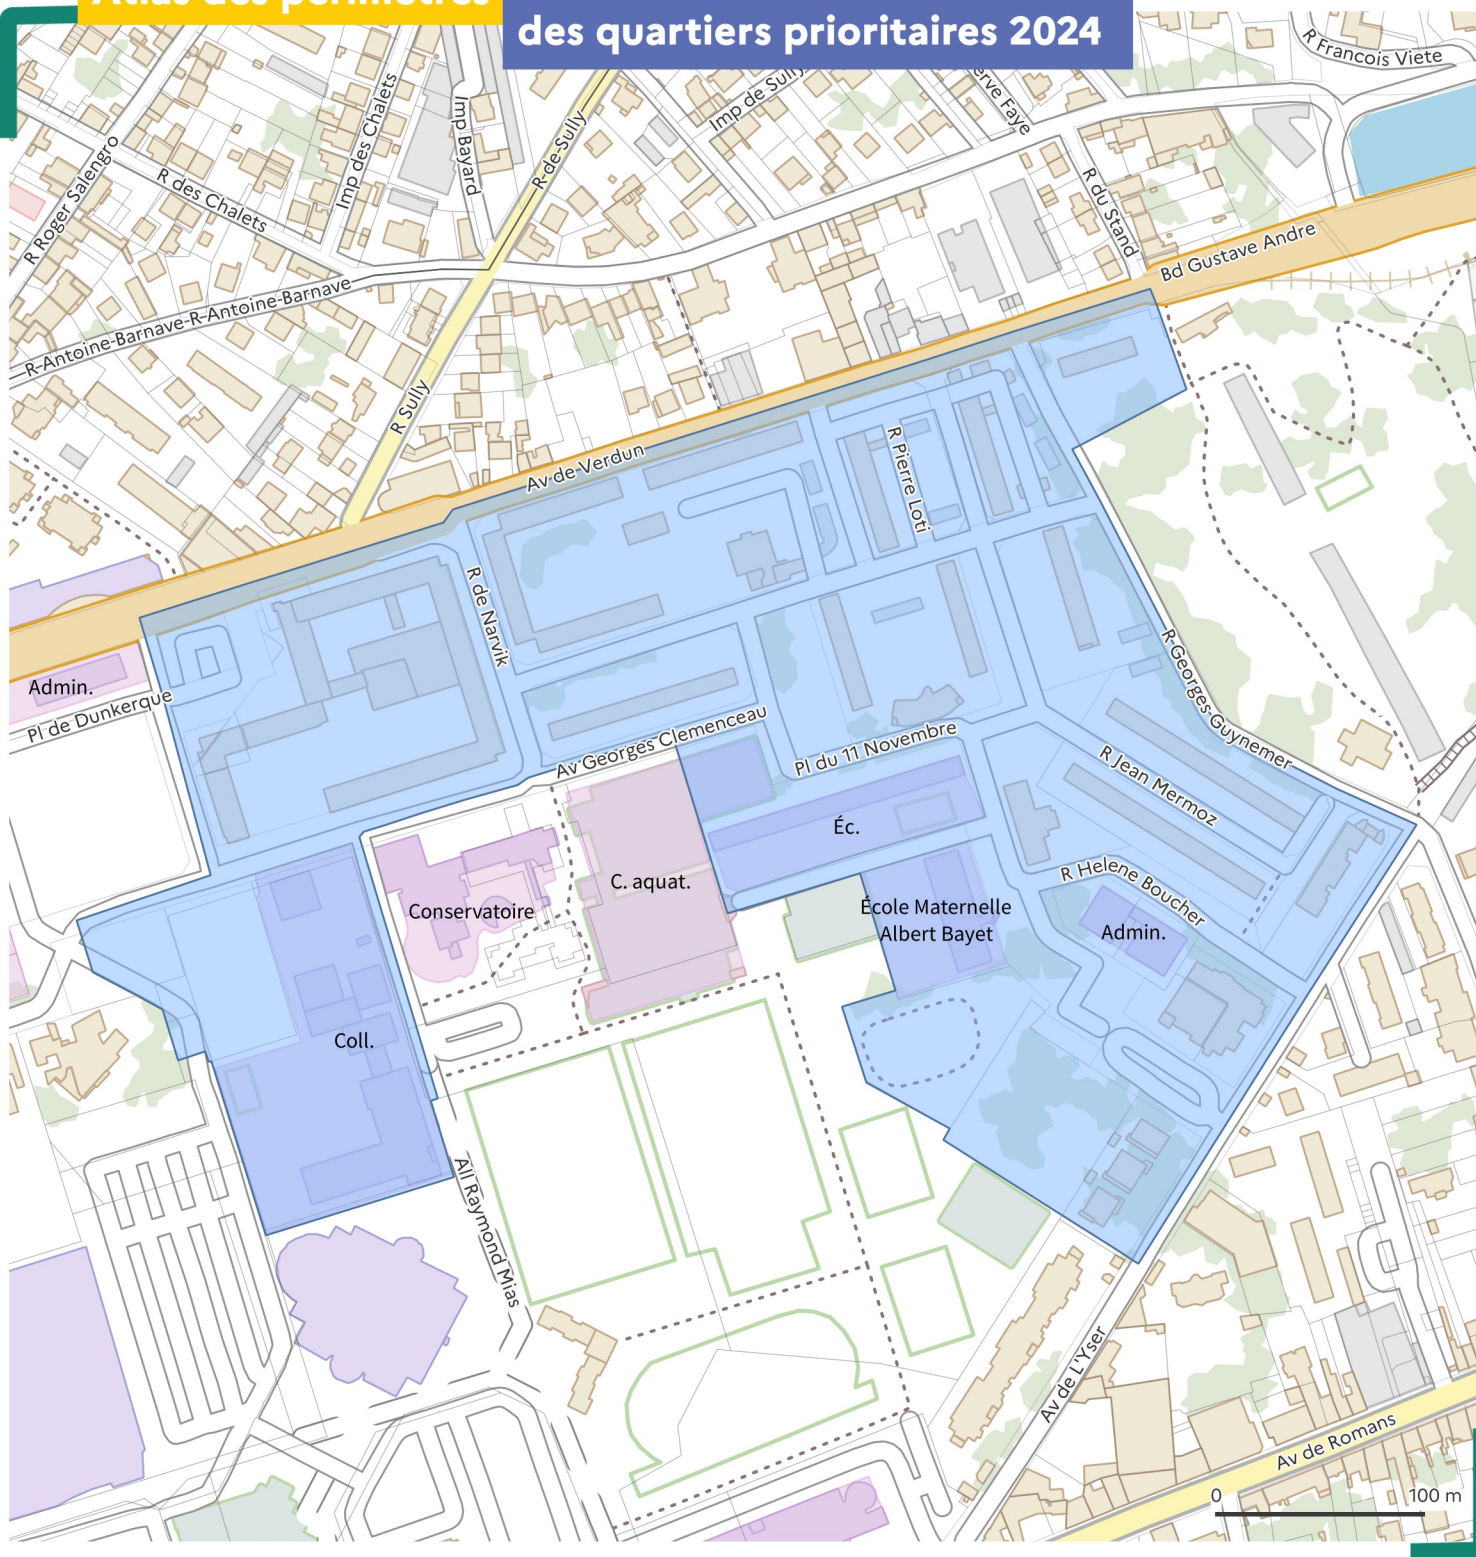 Atlas des périmètres
des quartiers prioritaires 2024
R Francois Viete
Imp de Sully
erve Faye
Imp des Chalets
Imp Bayard
R-de-Sully
R Roger Salengro
R des Chalets
R du Stand
Bd Gustave Andre
R-Antoine-Barnave-R-Antoine-Barnave
R Sully
Av de Verdun
R Pierre Loti
R de Narvik
Admin.
Pl de Dunkerque
R-Georges-Guynemer
Av Georges Clemenceau
Pl du 11 Novembre
R Jean Mermoz
Éc.
C. aquat.
R Helene Boucher
Conservatoire
École Maternelle
Albert Bayet
Admin.
Coll.
All Raymond Mias
Av de L'Yser
Av de Romans
0 100 m